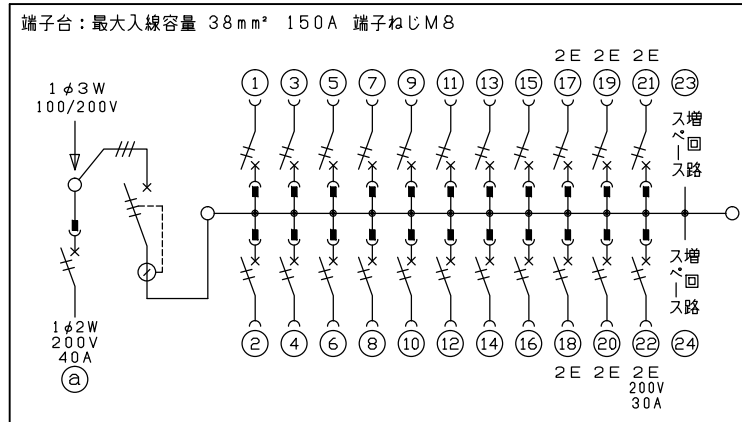 端子台：最大入線容量 38mm² 150A 端子ねじM8
2E 2E 2E
1 3 5 7 9 11 13 15 17 19 21 23
1φ3W
100/200V
増回路
スペース
増回路
スペース
1φ2W
200V
40A
a
2 4 6 8 10 12 14 16 18 20 22 24
2E 2E 2E
200V
30A